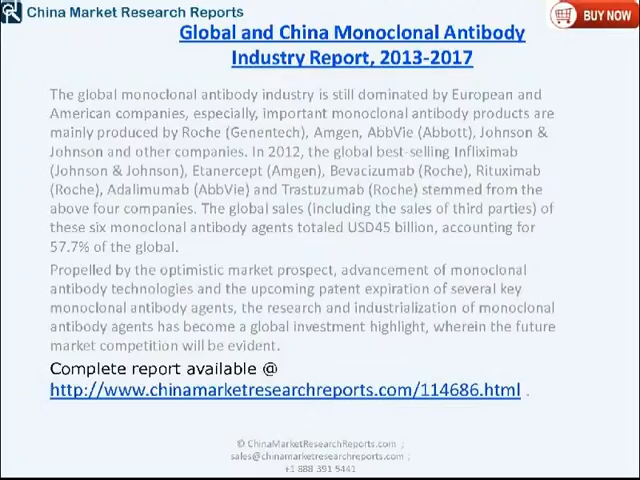 China Market Research Reports
BUY NOW
Global and China Monoclonal Antibody
Industry Report, 2013-2017
The global monoclonal antibody industry is still dominated by European and
American companies, especially, important monoclonal antibody products are
mainly produced by Roche (Genentech), Amgen, AbbVie (Abbott), Johnson &
Johnson and other companies. In 2012, the global best-selling Infliximab
(Johnson & Johnson), Etanercept (Amgen), Bevacizumab (Roche), Rituximab
(Roche), Adalimumab (AbbVie) and Trastuzumab (Roche) stemmed from the
above four companies. The global sales (including the sales of third parties) of
these six monoclonal antibody agents totaled USD45 billion, accounting for
57.7% of the global.
Propelled by the optimistic market prospect, advancement of monoclonal
antibody technologies and the upcoming patent expiration of several key
monoclonal antibody agents, the research and industrialization of monoclonal
antibody agents has become a global investment highlight, wherein the future
market competition will be evident.
Complete report available @
http://www.chinamarketresearchreports.com/114686.html .
© ChinaMarketResearchReports.com ;
sales@chinamarketresearchreports.com ;
+1 888 391 5441